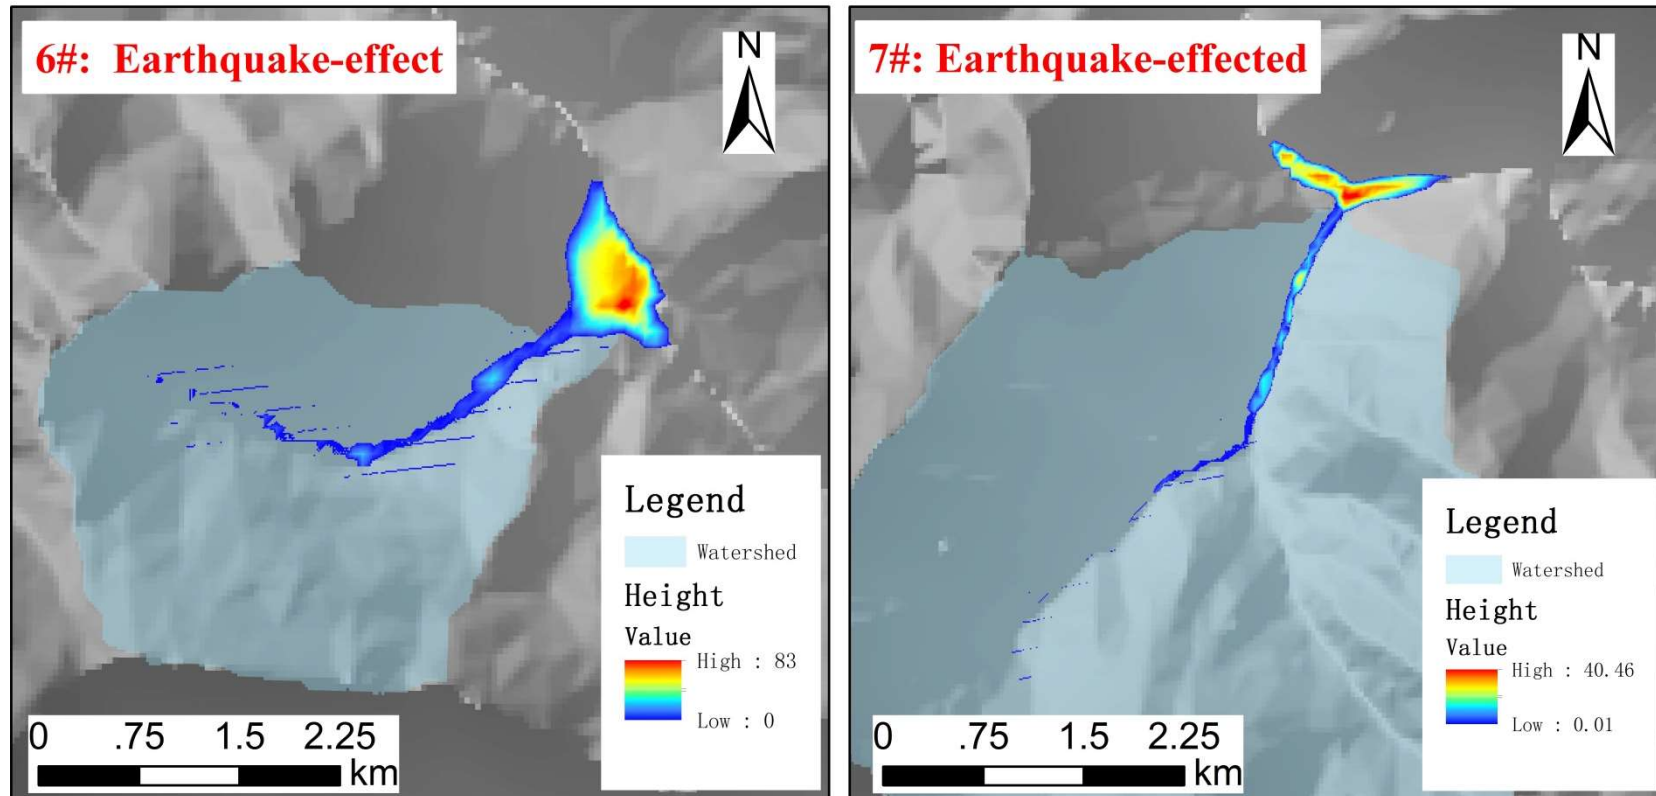 6#: Earthquake-effect
N
Legend
Watershed
Height
Value
High : 83
Low : 0
0 .75 1.5 2.25
km
7#: Earthquake-effected
N
Legend
Watershed
Height
Value
High : 40.46
Low : 0.01
0 .75 1.5 2.25
km